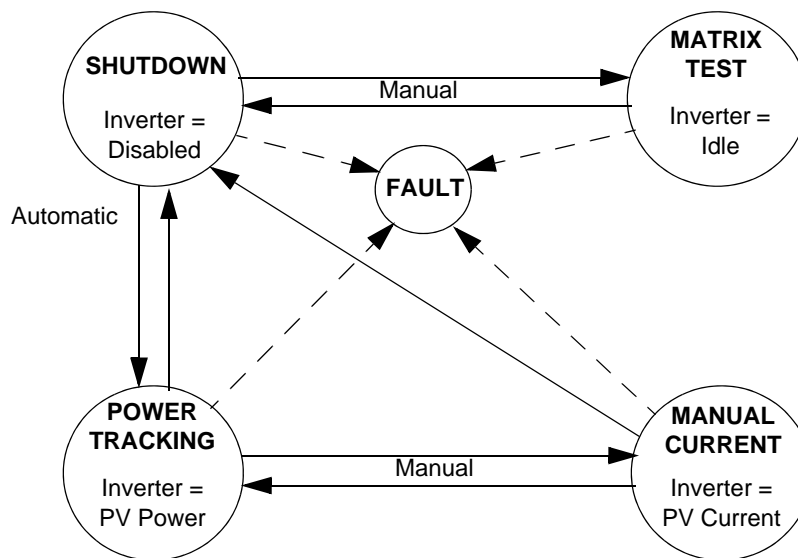 SHUTDOWN
Inverter =
Disabled
Manual
MATRIX
TEST
Inverter =
Idle
FAULT
Automatic
POWER
TRACKING
Inverter =
PV Power
Manual
MANUAL
CURRENT
Inverter =
PV Current